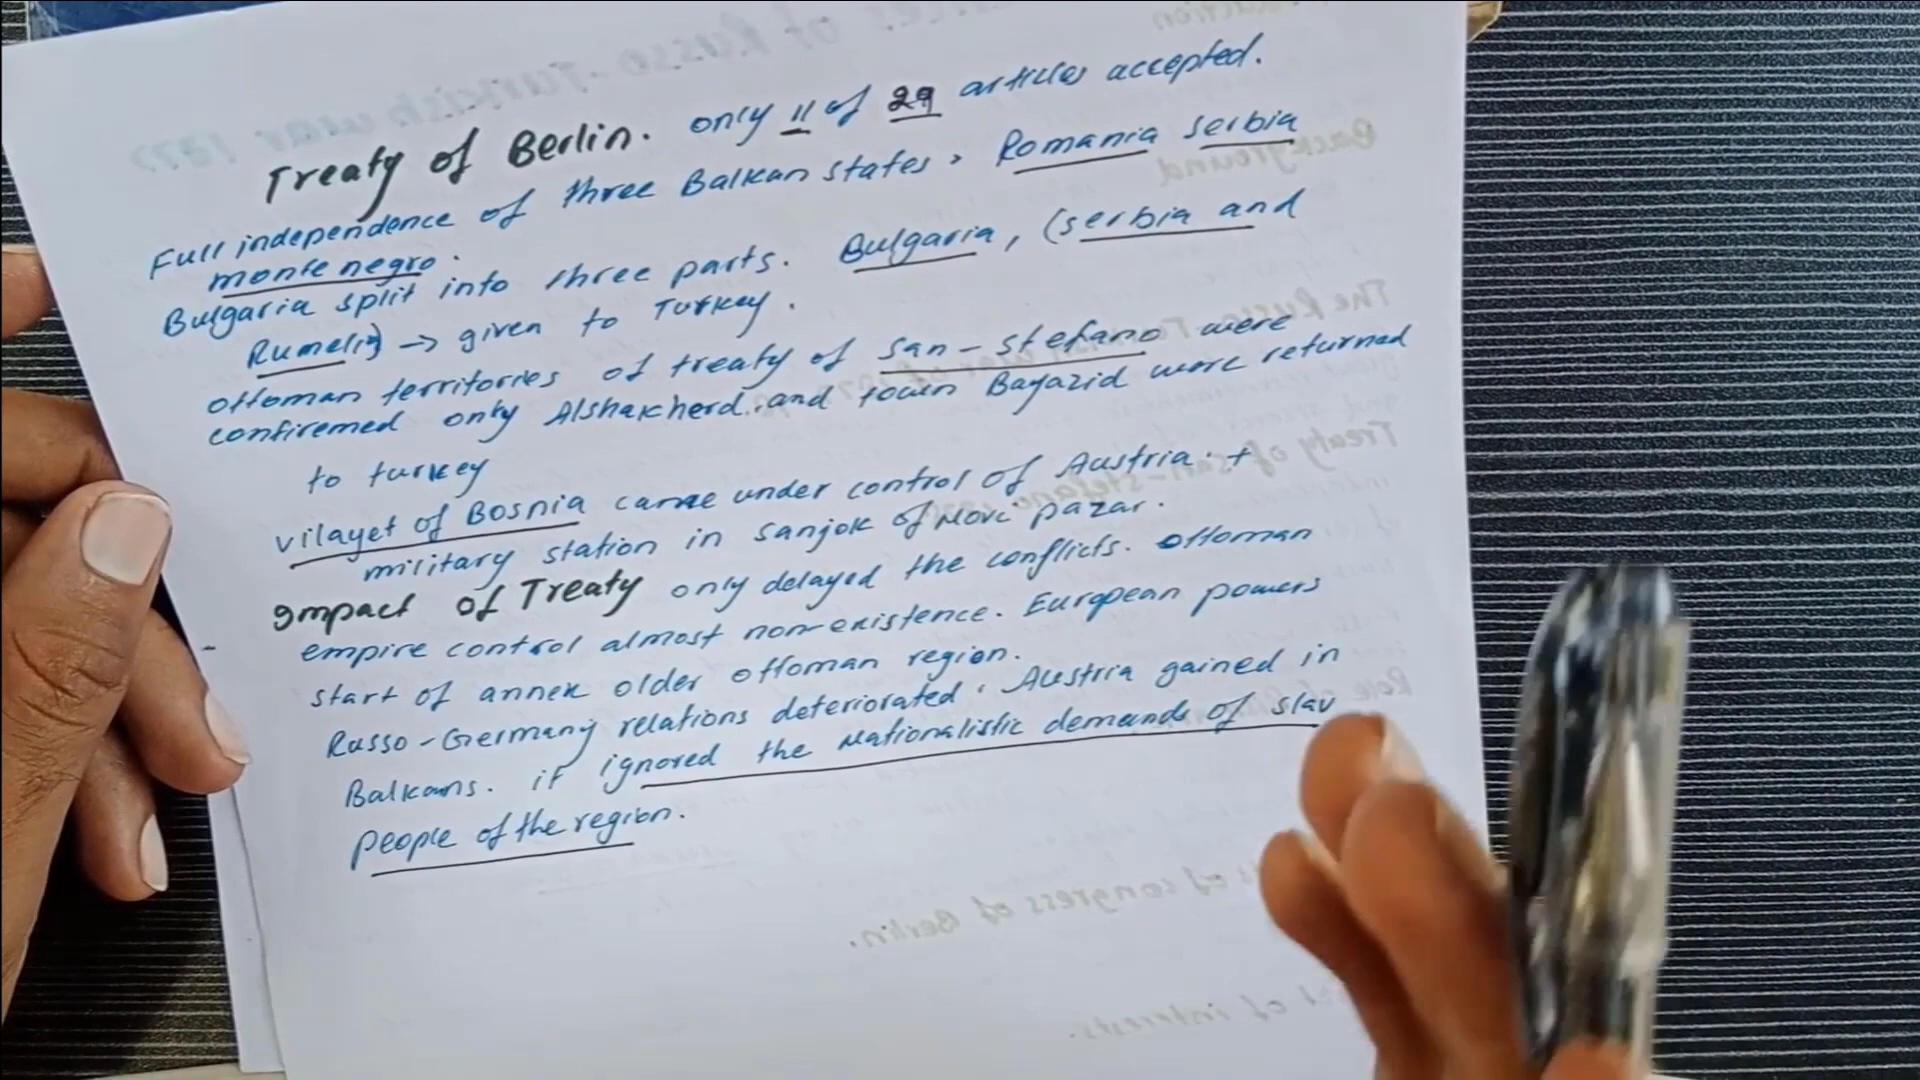 Treaty of Berlin. only 11 of 29 articles accepted.
Full independence of three Balkan states, Romania Serbia
montenegro.
Bulgaria split into three parts. Bulgaria, (serbia and
Rumeli) → given to Turkey.
ottoman territories of treaty of san-stefano were
confiremed only Alshakherd. and town Bayazid were returned
to turkey
vilayet of Bosnia came under control of Austria. +
military station in sanjok of Novi pazar.
Impact of Treaty only delayed the conflicts. ottoman
empire control almost non-existence. European powers
start of annex older ottoman region.
Russo-Germany relations deteriorated. Austria gained in
Balkans. it ignored the Nationalistic demands of slav
people of the region.